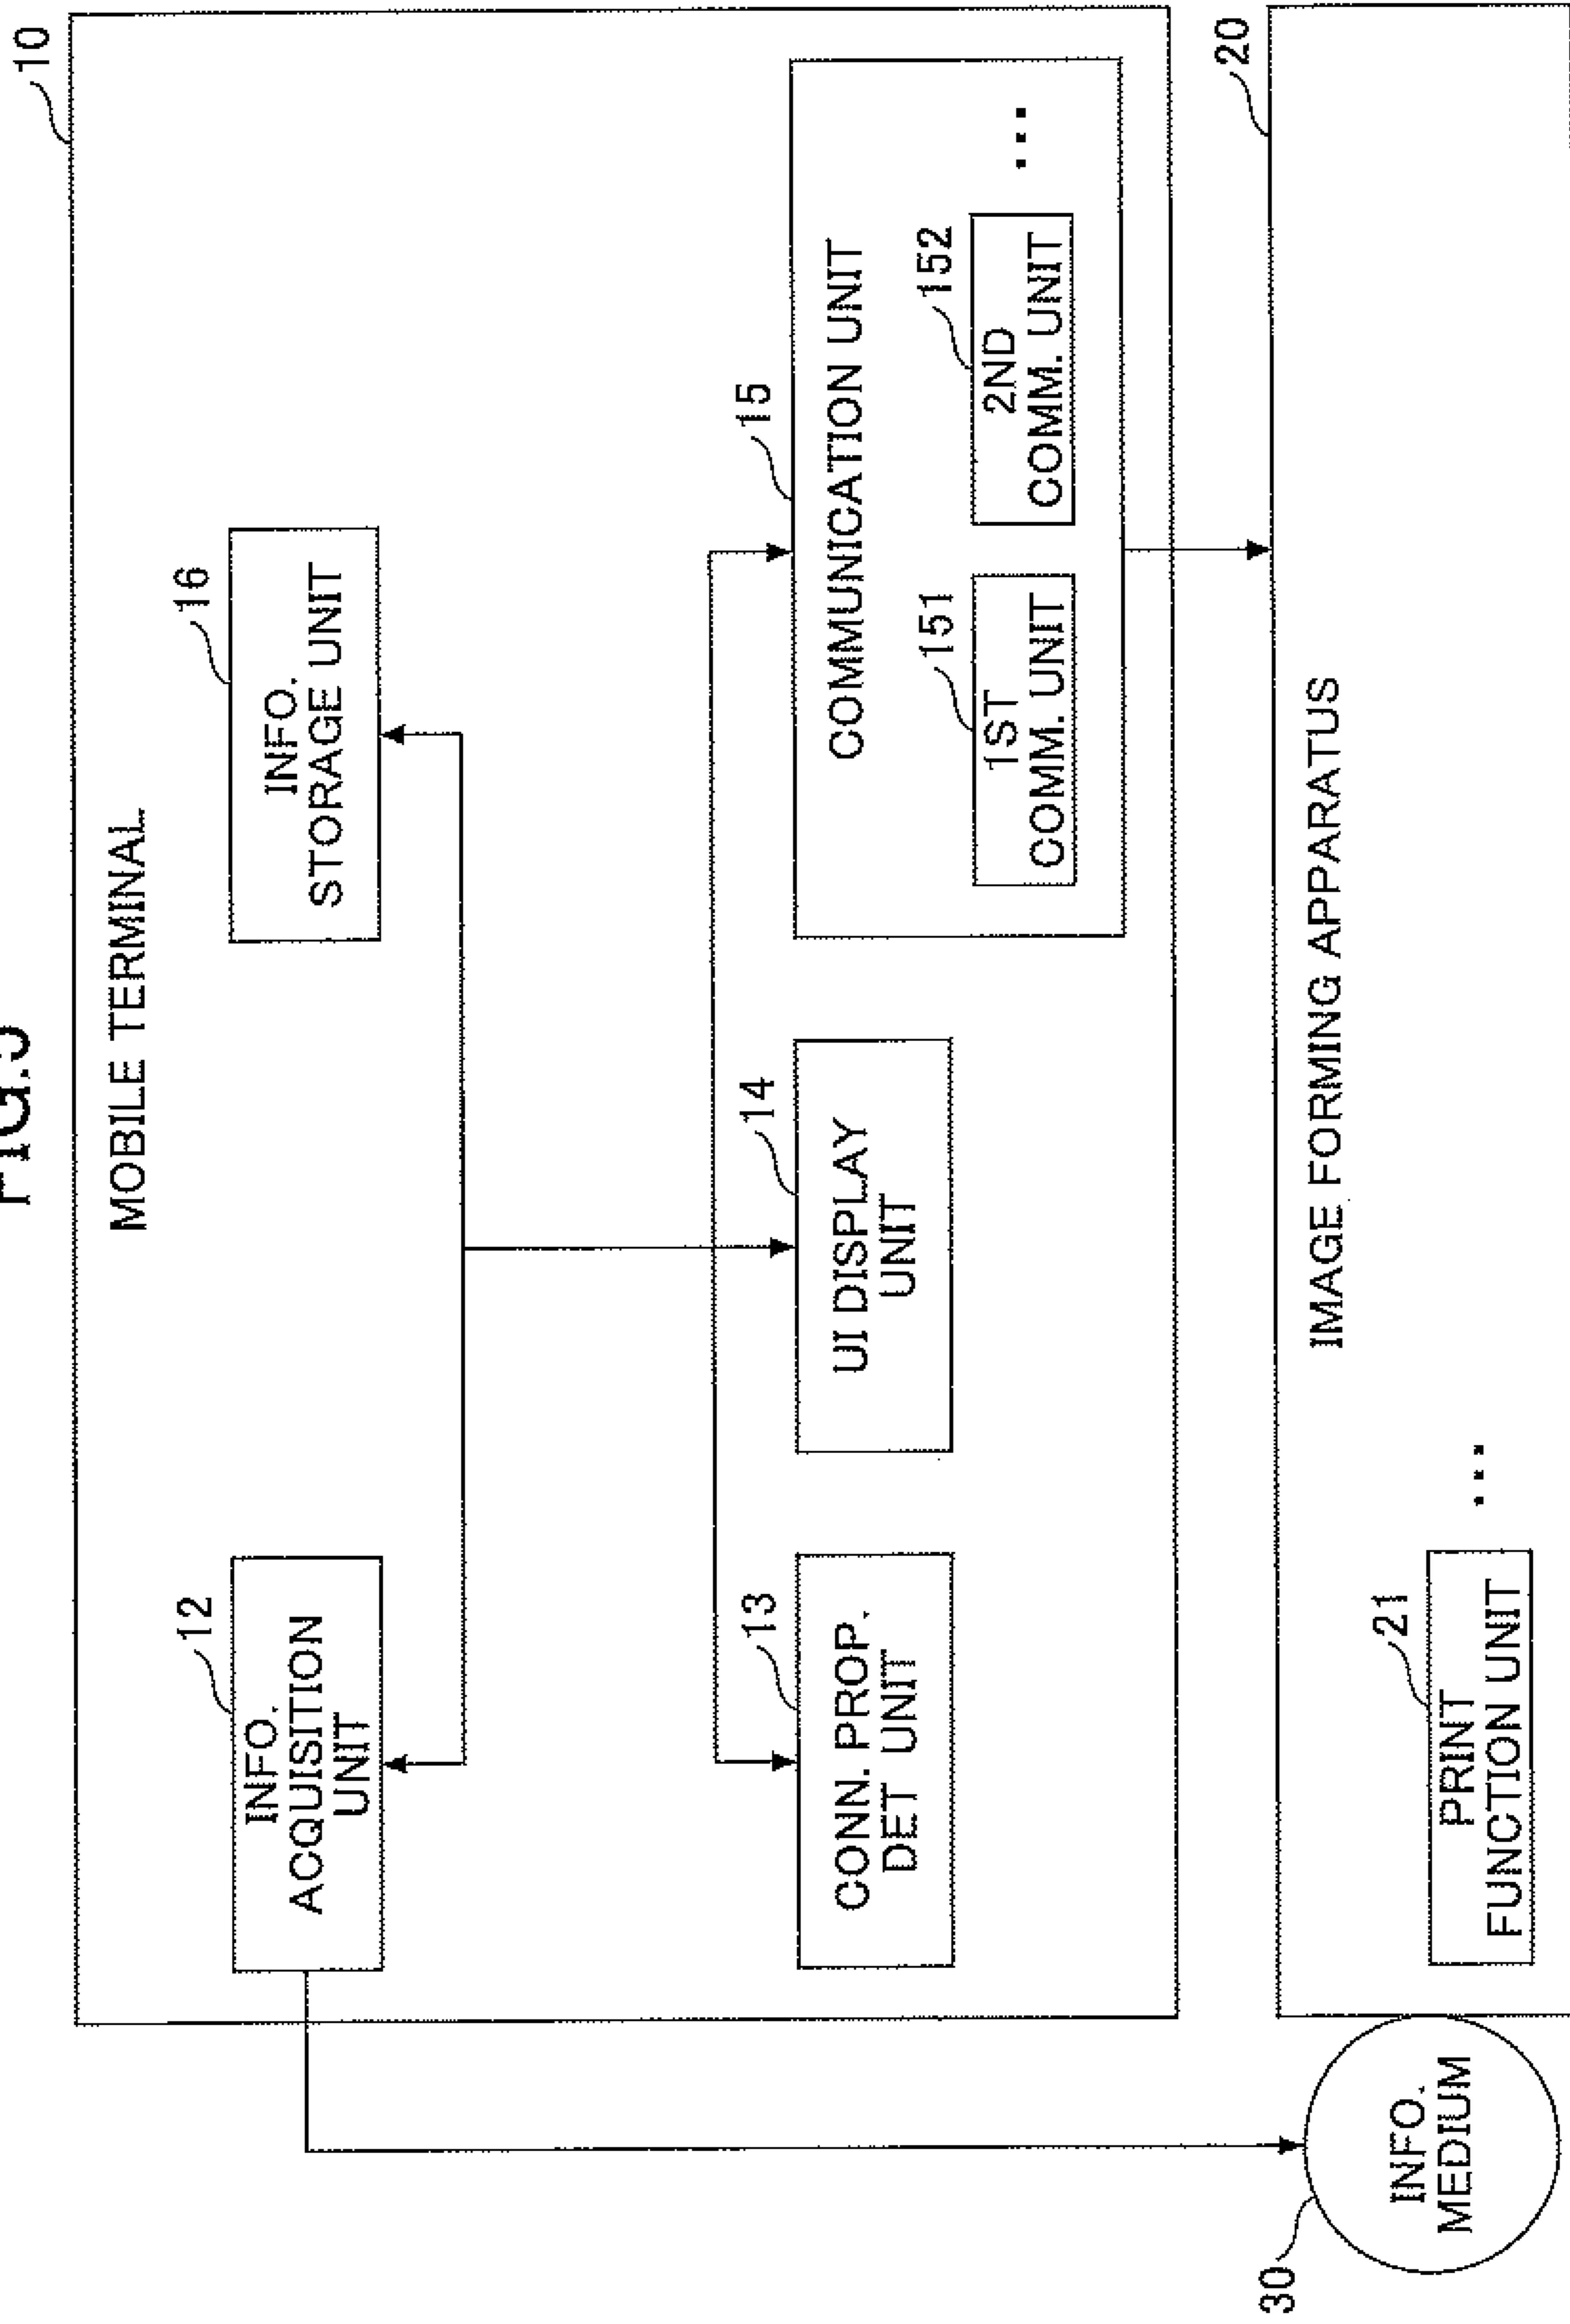 10
MOBILE TERMINAL
12
INFO.
ACQUISITION
UNIT
16
INFO.
STORAGE UNIT
13
CONN. PROP.
DET UNIT
14
UI DISPLAY
UNIT
15
COMMUNICATION UNIT
151
1ST
COMM. UNIT
152
2ND
COMM. UNIT
...
30
INFO.
MEDIUM
20
IMAGE FORMING APPARATUS
21
PRINT
FUNCTION UNIT
...